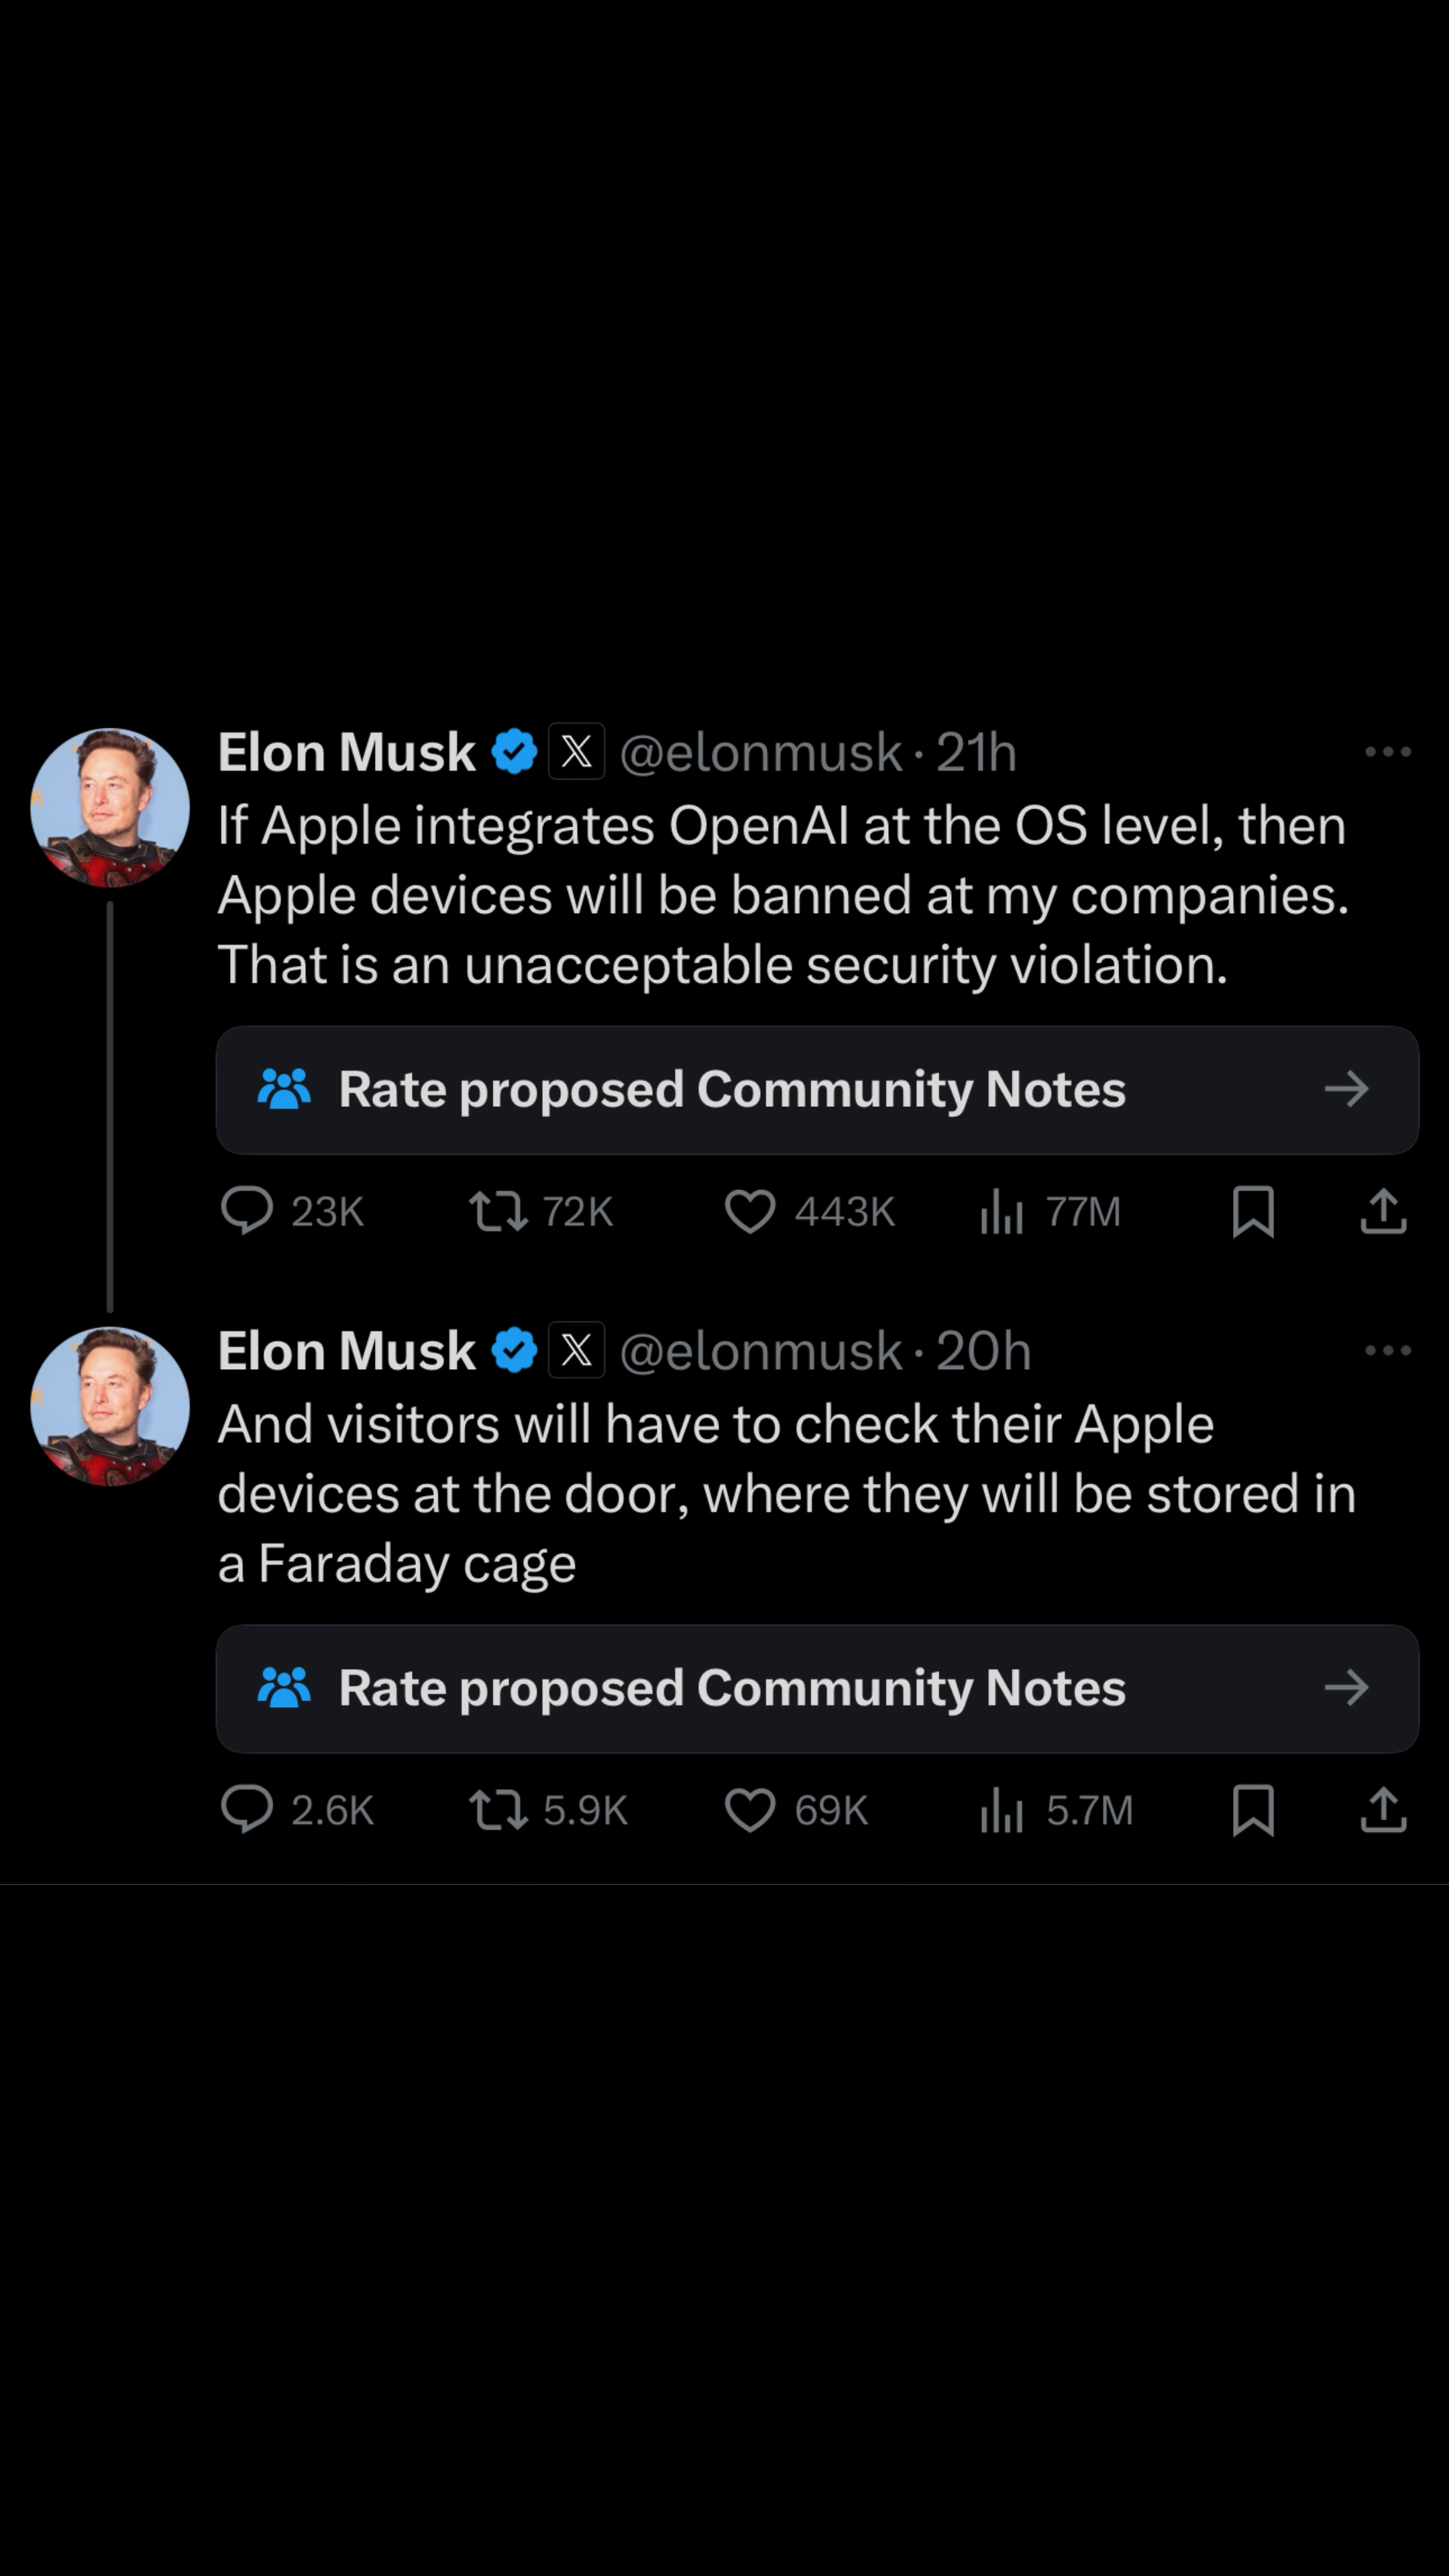 Elon Musk X @elonmusk · 21h
If Apple integrates OpenAI at the OS level, then
Apple devices will be banned at my companies.
That is an unacceptable security violation.
Rate proposed Community Notes
23K 72K 443K 77M
Elon Musk X @elonmusk · 20h
And visitors will have to check their Apple
devices at the door, where they will be stored in
a Faraday cage
Rate proposed Community Notes
2.6K 5.9K 69K 5.7M